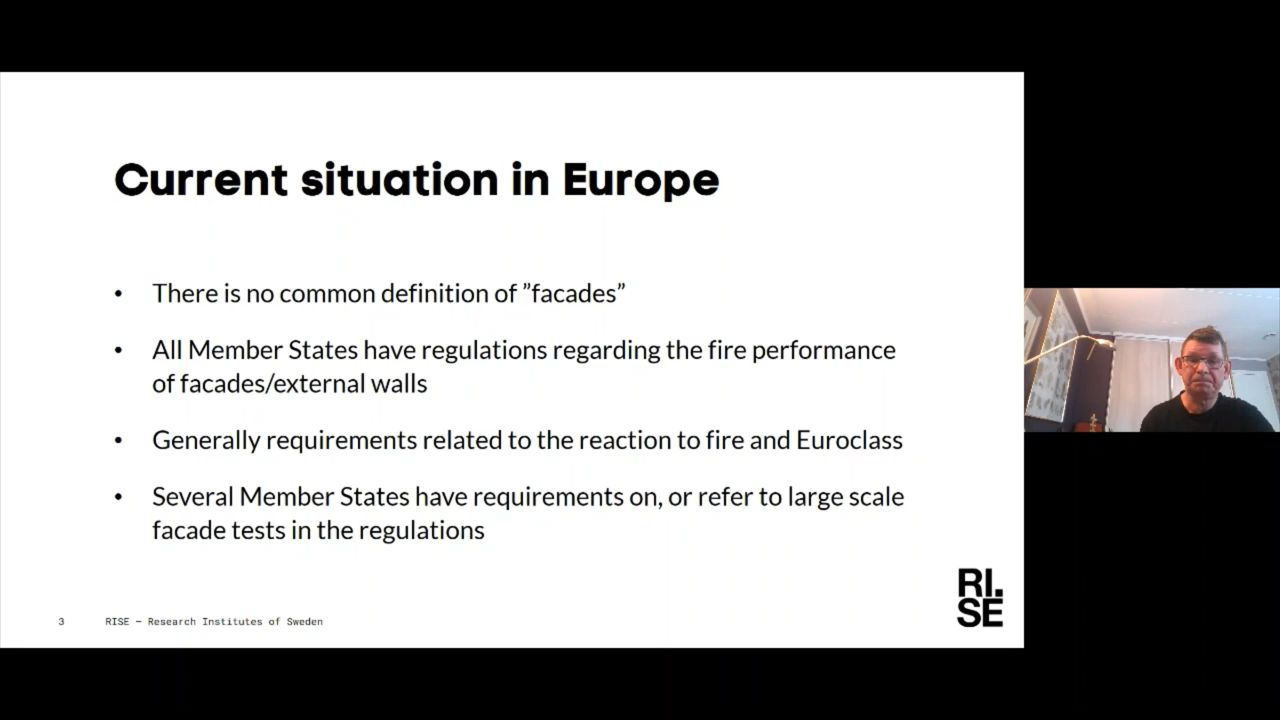 Current situation in Europe
• There is no common definition of ”facades”
• All Member States have regulations regarding the fire performance
of facades/external walls
• Generally requirements related to the reaction to fire and Euroclass
• Several Member States have requirements on, or refer to large scale
facade tests in the regulations
3 RISE — Research Institutes of Sweden
RI.
SE